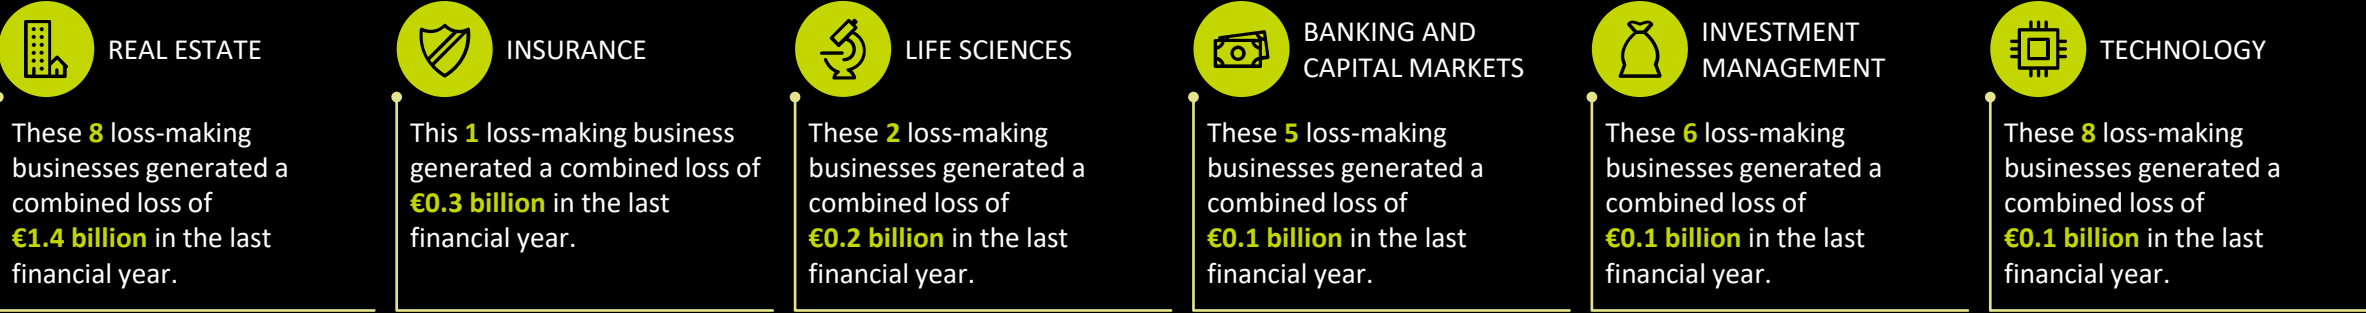 REAL ESTATE
These 8 loss-making
businesses generated a
combined loss of
€1.4 billion in the last
financial year.
INSURANCE
This 1 loss-making business
generated a combined loss of
€0.3 billion in the last
financial year.
LIFE SCIENCES
These 2 loss-making
businesses generated a
combined loss of
€0.2 billion in the last
financial year.
BANKING AND
CAPITAL MARKETS
These 5 loss-making
businesses generated a
combined loss of
€0.1 billion in the last
financial year.
INVESTMENT
MANAGEMENT
These 6 loss-making
businesses generated a
combined loss of
€0.1 billion in the last
financial year.
TECHNOLOGY
These 8 loss-making
businesses generated a
combined loss of
€0.1 billion in the last
financial year.